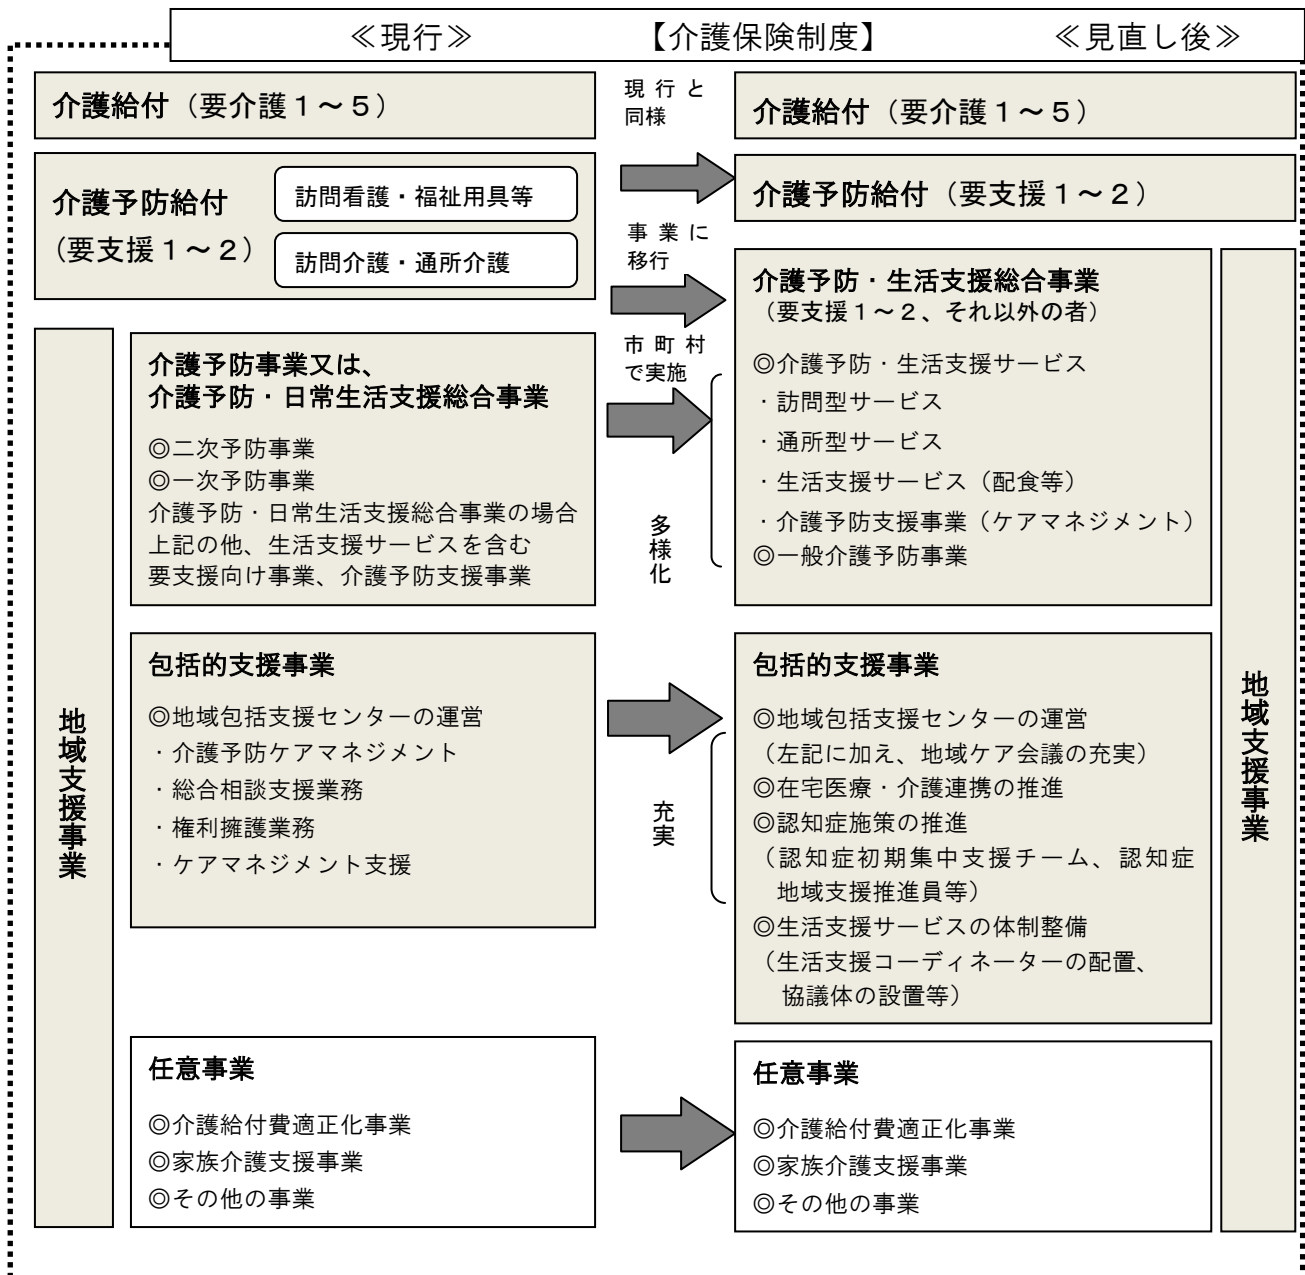 ≪現行≫ 【介護保険制度】 ≪見直し後≫
介護給付（要介護１～５）
現行と
同様
介護給付（要介護１～５）
介護予防給付
（要支援１～２）
訪問看護・福祉用具等
訪問介護・通所介護
介護予防給付（要支援１～２）
事業に
移行
地域支援事業
介護予防事業又は、
介護予防・日常生活支援総合事業
◎二次予防事業
◎一次予防事業
介護予防・日常生活支援総合事業の場合
上記の他、生活支援サービスを含む
要支援向け事業、介護予防支援事業
市町村
で実施
多様化
介護予防・生活支援総合事業
（要支援１～２、それ以外の者）
◎介護予防・生活支援サービス
・訪問型サービス
・通所型サービス
・生活支援サービス（配食等）
・介護予防支援事業（ケアマネジメント）
◎一般介護予防事業
包括的支援事業
◎地域包括支援センターの運営
・介護予防ケアマネジメント
・総合相談支援業務
・権利擁護業務
・ケアマネジメント支援
充実
包括的支援事業
◎地域包括支援センターの運営
（左記に加え、地域ケア会議の充実）
◎在宅医療・介護連携の推進
◎認知症施策の推進
（認知症初期集中支援チーム、認知症
地域支援推進員等）
◎生活支援サービスの体制整備
（生活支援コーディネーターの配置、
協議体の設置等）
任意事業
◎介護給付費適正化事業
◎家族介護支援事業
◎その他の事業
任意事業
◎介護給付費適正化事業
◎家族介護支援事業
◎その他の事業
地域支援事業